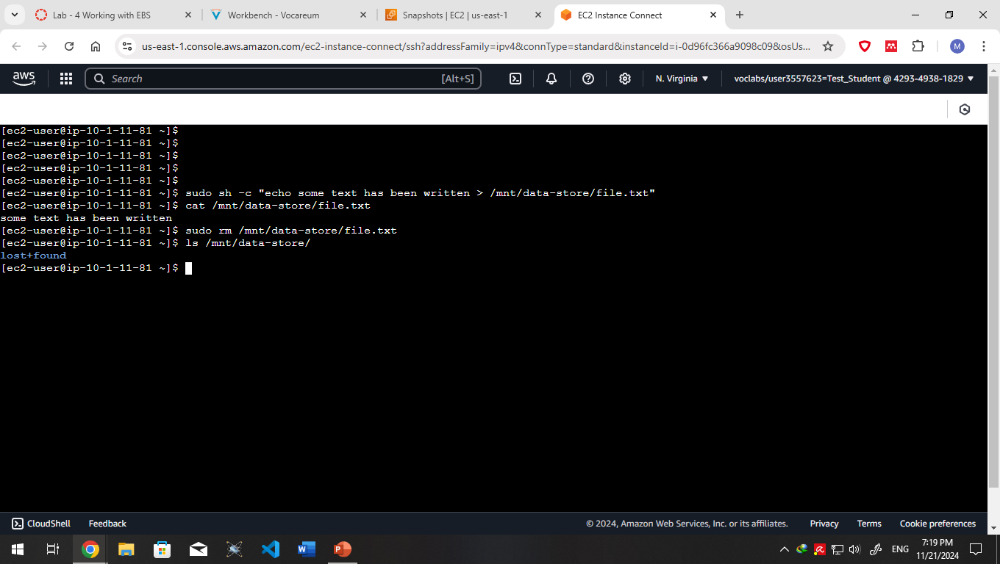 Lab - 4 Working with EBS
Workbench - Vocareum
Snapshots | EC2 | us-east-1
EC2 Instance Connect
us-east-1.console.aws.amazon.com/ec2-instance-connect/ssh?addressFamily=ipv4&connType=standard&instanceId=i-0d96fc366a9098c09&osUs...
M
aws
Search
[Alt+S]
N. Virginia
voclabs/user3557623=Test_Student @ 4293-4938-1829
[ec2-user@ip-10-1-11-81 ~]$
[ec2-user@ip-10-1-11-81 ~]$
[ec2-user@ip-10-1-11-81 ~]$
[ec2-user@ip-10-1-11-81 ~]$
[ec2-user@ip-10-1-11-81 ~]$
[ec2-user@ip-10-1-11-81 ~]$ sudo sh -c "echo some text has been written > /mnt/data-store/file.txt"
[ec2-user@ip-10-1-11-81 ~]$ cat /mnt/data-store/file.txt
some text has been written
[ec2-user@ip-10-1-11-81 ~]$ sudo rm /mnt/data-store/file.txt
[ec2-user@ip-10-1-11-81 ~]$ ls /mnt/data-store/
lost+found
[ec2-user@ip-10-1-11-81 ~]$
CloudShell
Feedback
© 2024, Amazon Web Services, Inc. or its affiliates.
Privacy
Terms
Cookie preferences
ENG
7:19 PM
11/21/2024